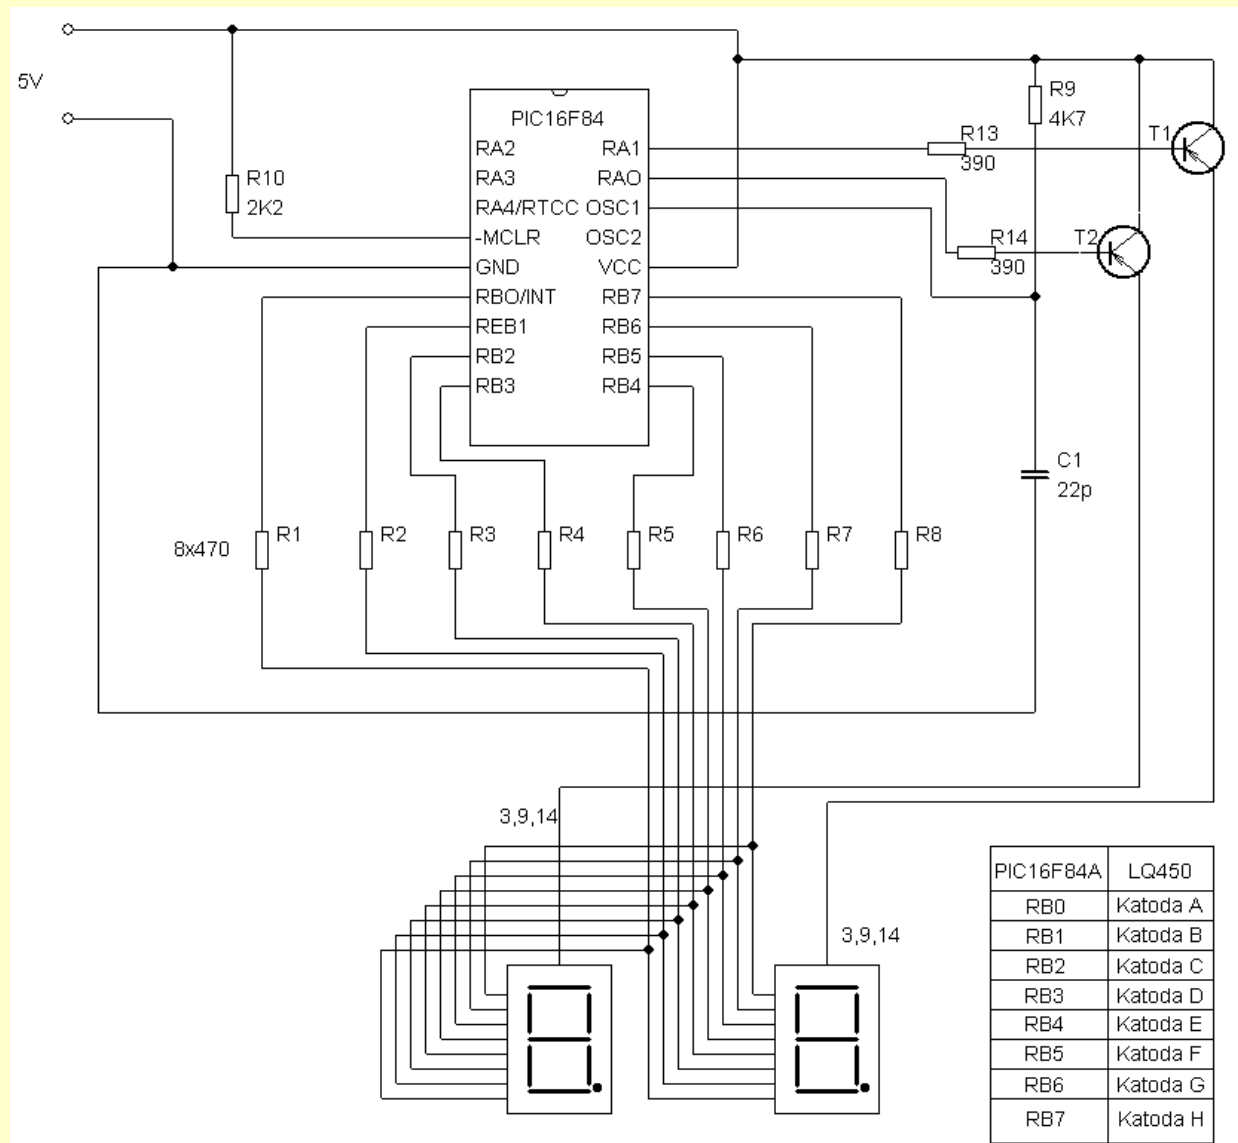 5V
PIC16F84
RA2
RA3
RA4/RTCC
-MCLR
GND
RBO/INT
REB1
RB2
RB3
RA1
RAO
OSC1
OSC2
VCC
RB7
RB6
RB5
RB4
R10
2K2
R9
4K7
R13
390
T1
R14
390
T2
C1
22p
8x470
R1
R2
R3
R4
R5
R6
R7
R8
3,9,14
3,9,14
PIC16F84A LQ450
RB0 Katoda A
RB1 Katoda B
RB2 Katoda C
RB3 Katoda D
RB4 Katoda E
RB5 Katoda F
RB6 Katoda G
RB7 Katoda H